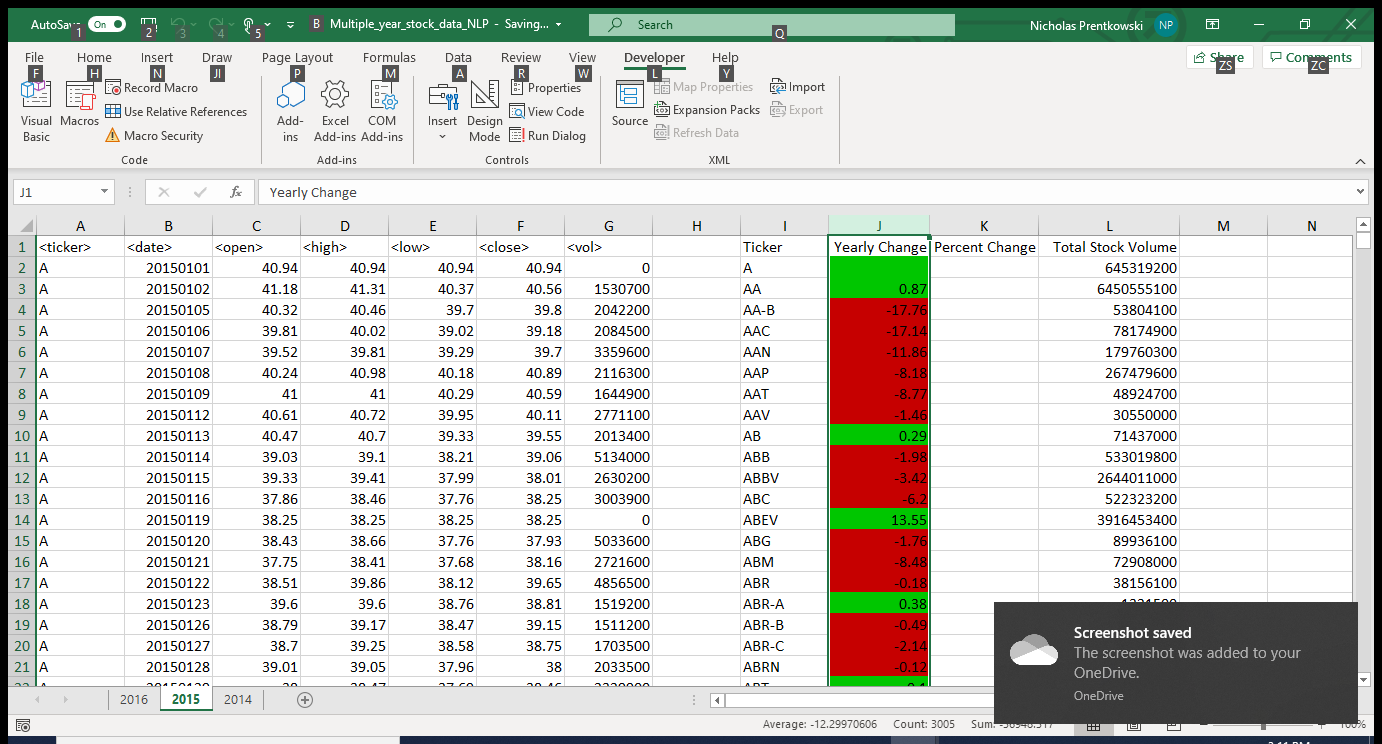 AutoSave On Multiple_year_stock_data_NLP - Saving... Search Nicholas Prentkowski NP
1 2 3 4 5 B Q
File Home Insert Draw Page Layout Formulas Data Review View Developer Help Share Comments
F H N JI P M A R W L Y ZS ZC
Visual Basic
Macros
Record Macro
Use Relative References
Macro Security
Code
Add-ins
Excel Add-ins
COM Add-ins
Add-ins
Insert
Design Mode
Properties
View Code
Run Dialog
Controls
Source
Map Properties
Expansion Packs
Refresh Data
Import
Export
XML
J1 fx Yearly Change
A B C D E F G H I J K L M N
1 <ticker> <date> <open> <high> <low> <close> <vol> Ticker Yearly Change Percent Change Total Stock Volume
2 A 20150101 40.94 40.94 40.94 40.94 0 A 645319200
3 A 20150102 41.18 41.31 40.37 40.56 1530700 AA 0.87 6450555100
4 A 20150105 40.32 40.46 39.7 39.8 2042200 AA-B -17.76 53804100
5 A 20150106 39.81 40.02 39.02 39.18 2084500 AAC -17.14 78174900
6 A 20150107 39.52 39.81 39.29 39.7 3359600 AAN -11.86 179760300
7 A 20150108 40.24 40.98 40.18 40.89 2116300 AAP -8.18 267479600
8 A 20150109 41 41 40.29 40.59 1644900 AAT -8.77 48924700
9 A 20150112 40.61 40.72 39.95 40.11 2771100 AAV -1.46 30550000
10 A 20150113 40.47 40.7 39.33 39.55 2013400 AB 0.29 71437000
11 A 20150114 39.03 39.1 38.21 39.06 5134000 ABB -1.98 533019800
12 A 20150115 39.33 39.41 37.99 38.01 2630200 ABBV -3.42 2644011000
13 A 20150116 37.86 38.46 37.76 38.25 3003900 ABC -6.2 522323200
14 A 20150119 38.25 38.25 38.25 38.25 0 ABEV 13.55 3916453400
15 A 20150120 38.43 38.66 37.76 37.93 5033600 ABG -1.76 89936100
16 A 20150121 37.75 38.41 37.68 38.16 2721600 ABM -8.48 72908000
17 A 20150122 38.51 39.86 38.12 39.65 4856500 ABR -0.18 38156100
18 A 20150123 39.6 39.6 38.76 38.81 1519200 ABR-A 0.38
19 A 20150126 38.79 39.17 38.47 39.15 1511200 ABR-B -0.49
20 A 20150127 38.7 39.25 38.58 38.75 1703500 ABR-C -2.14
21 A 20150128 39.01 39.05 37.96 38 2033500 ABRN -0.12
Screenshot saved
The screenshot was added to your
OneDrive.
OneDrive
2016 2015 2014
Average: -12.29970606 Count: 3005 Sum: 100%